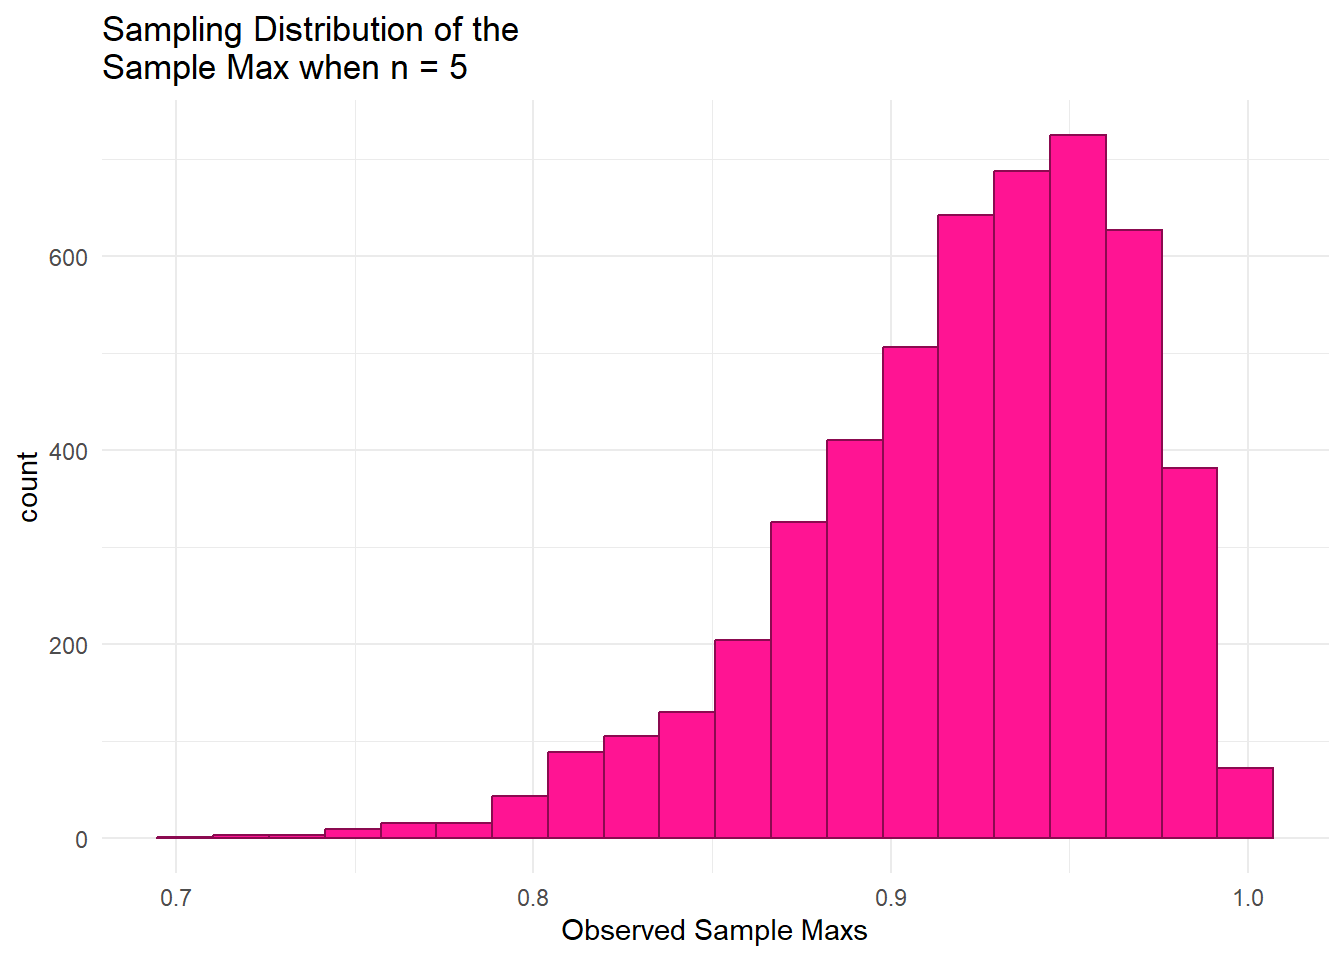 Sampling Distribution of the
Sample Max when n = 5
count
600
400
200
0
0.7 0.8 0.9 1.0
Observed Sample Maxs